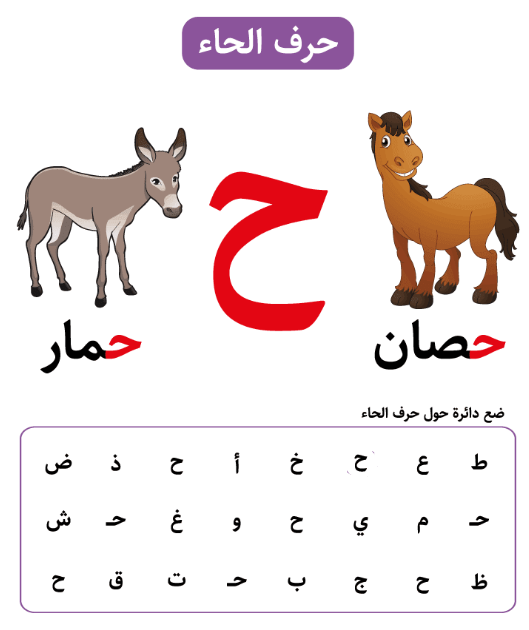 حرف الحاء
ح
حصان
حمار
ضع دائرة حول حرف الحاء
ط ع ح خ أ ح ذ ض
حـ م ي ح و غ حـ ش
ظ ح ج ب حـ ت ق ح